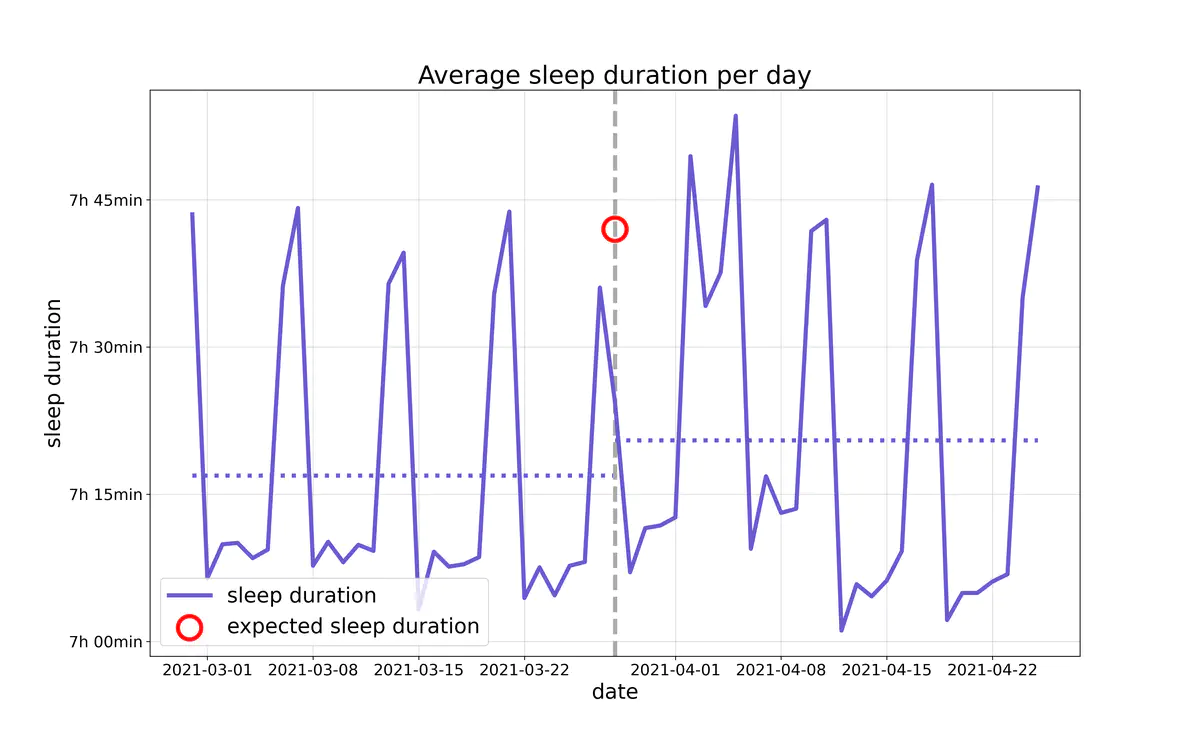 Average sleep duration per day
sleep duration
7h 45min
7h 30min
7h 15min
7h 00min
sleep duration
expected sleep duration
2021-03-01 2021-03-08 2021-03-15 2021-03-22 2021-04-01 2021-04-08 2021-04-15 2021-04-22
date